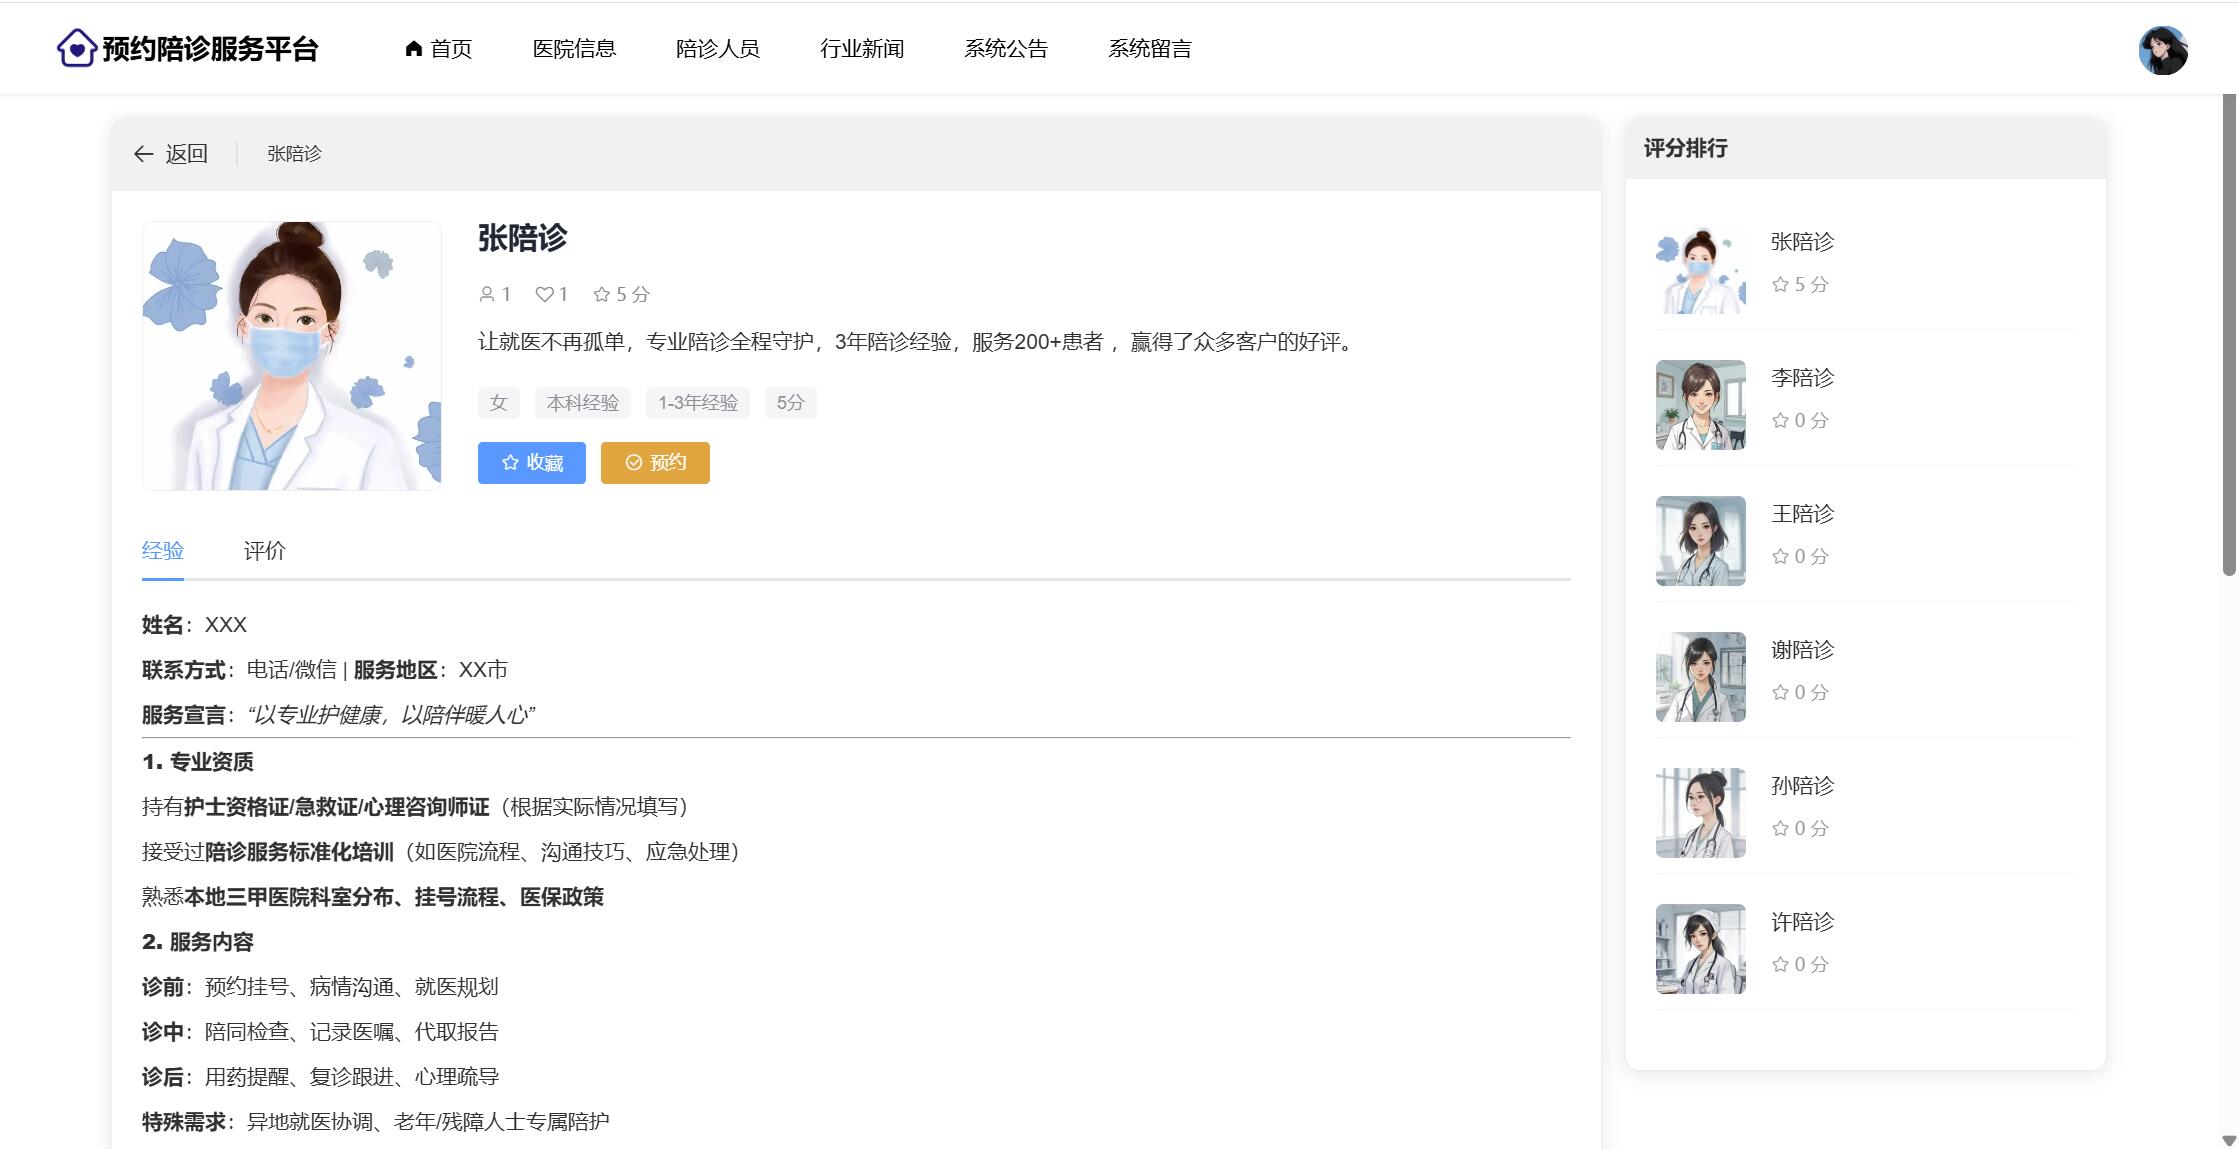 预约陪诊服务平台
首页
医院信息
陪诊人员
行业新闻
系统公告
系统留言
返回
张陪诊
张陪诊
1 1 5 分
让就医不再孤单，专业陪诊全程守护，3年陪诊经验，服务200+患者 ，赢得了众多客户的好评。
女
本科经验
1-3年经验
5分
收藏
预约
经验
评价
姓名：XXX
联系方式：电话/微信 | 服务地区：XX市
服务宣言：“以专业护健康，以陪伴暖人心”
1. 专业资质
持有护士资格证/急救证/心理咨询师证（根据实际情况填写）
接受过陪诊服务标准化培训（如医院流程、沟通技巧、应急处理）
熟悉本地三甲医院科室分布、挂号流程、医保政策
2. 服务内容
诊前：预约挂号、病情沟通、就医规划
诊中：陪同检查、记录医嘱、代取报告
诊后：用药提醒、复诊跟进、心理疏导
特殊需求：异地就医协调、老年/残障人士专属陪护
评分排行
张陪诊
5 分
李陪诊
0 分
王陪诊
0 分
谢陪诊
0 分
孙陪诊
0 分
许陪诊
0 分